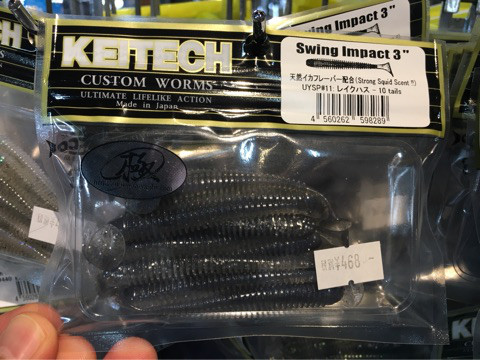 KEITECH
CUSTOM WORMS
ULTIMATE LIFELIKE ACTION
Made in Japan
Swing Impact 3"
天然イカフレーバー配合(Strong Squid Scent !!)
UYSP#11: レイクハス - 10 tails
4 560262 598289
極
¥468-